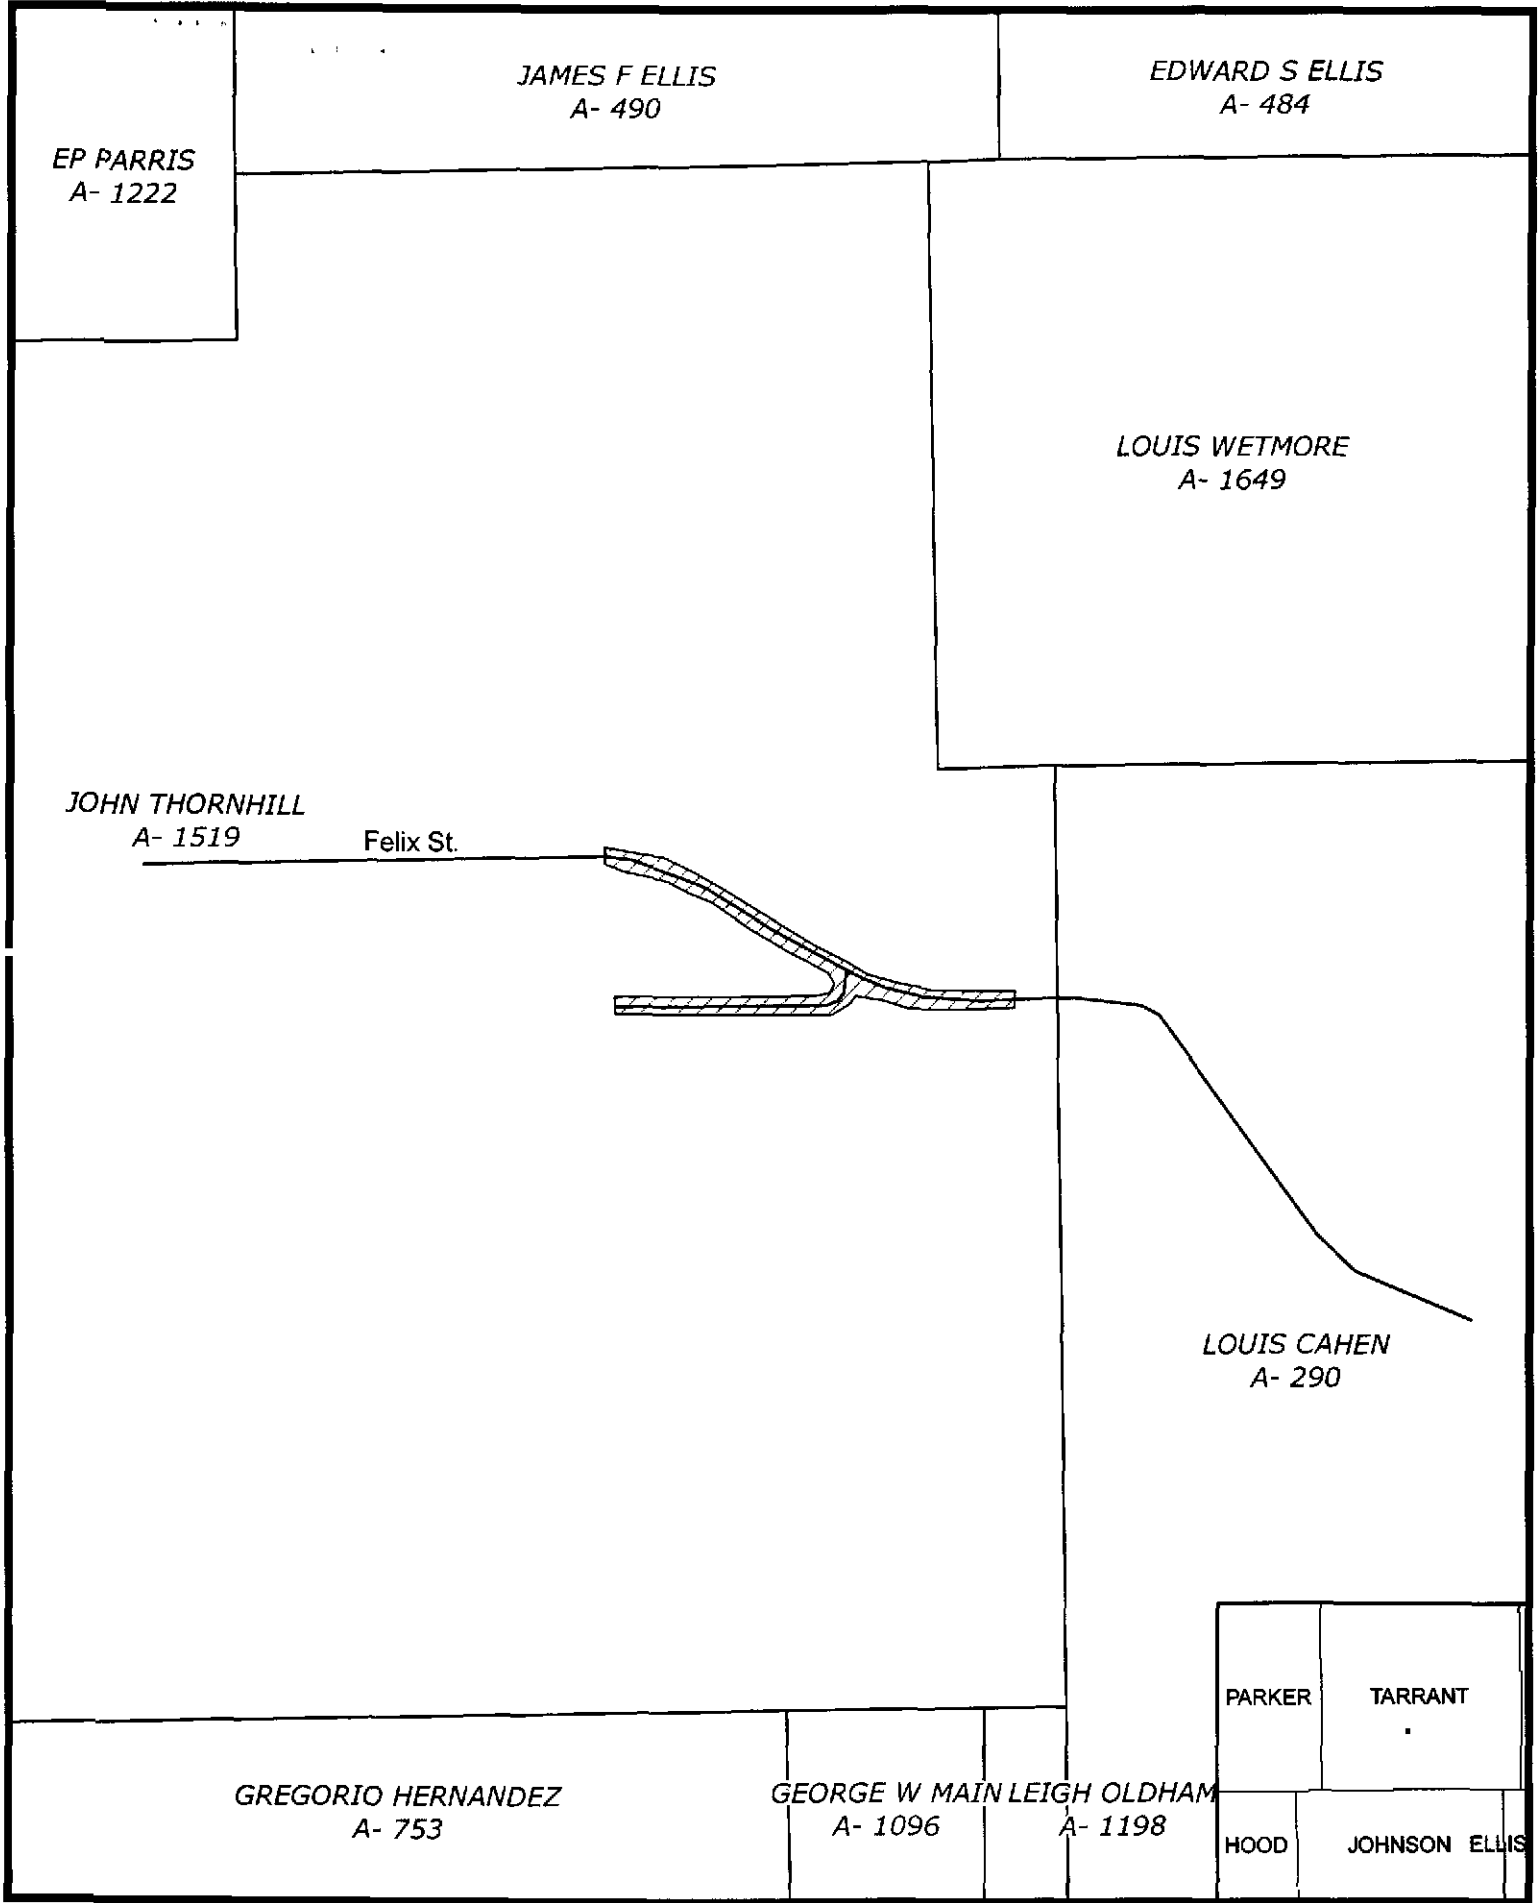 JAMES F ELLIS
A- 490
EDWARD S ELLIS
A- 484
EP PARRIS
A- 1222
LOUIS WETMORE
A- 1649
JOHN THORNHILL
A- 1519
Felix St.
LOUIS CAHEN
A- 290
PARKER
TARRANT
GREGORIO HERNANDEZ
A- 753
GEORGE W MAIN
A- 1096
LEIGH OLDHAM
A- 1198
HOOD
JOHNSON
ELLIS